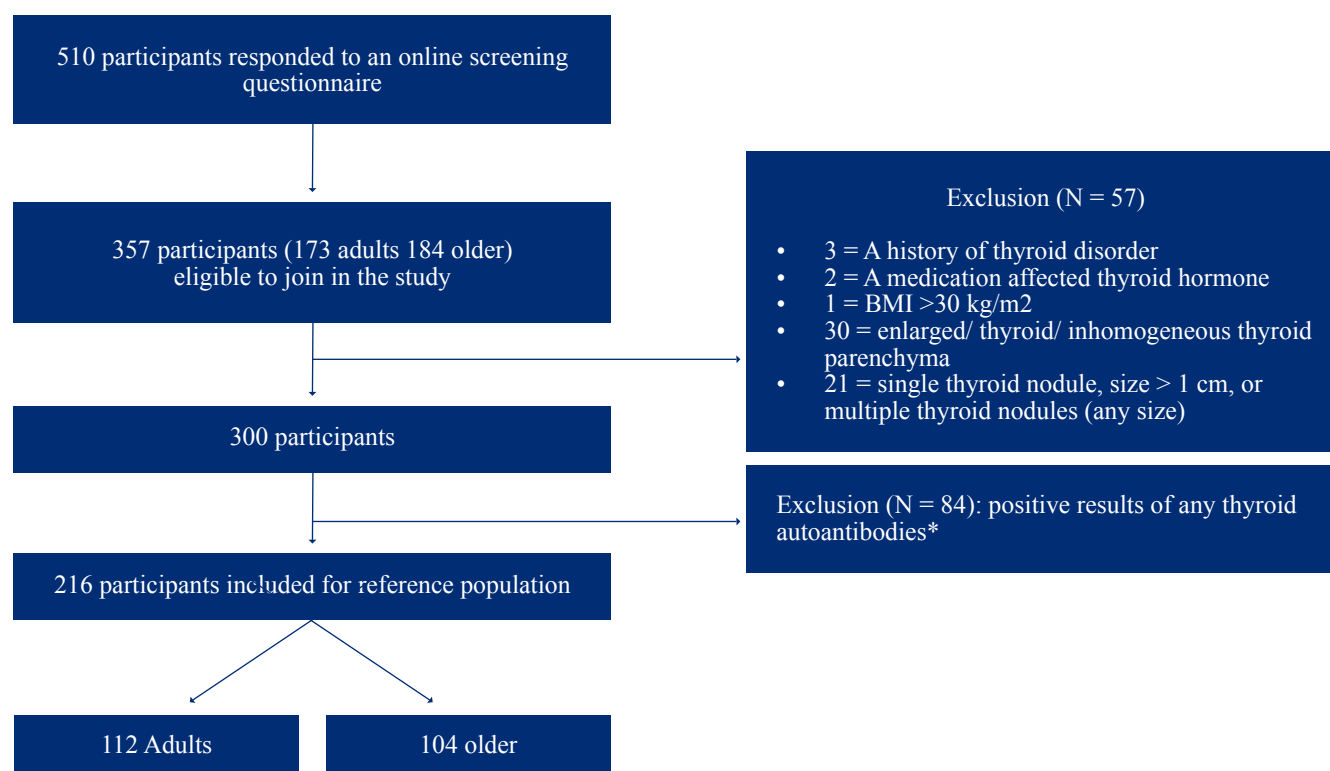 510 participants responded to an online screening
questionnaire
357 participants (173 adults 184 older)
eligible to join in the study
Exclusion (N = 57)
• 3 = A history of thyroid disorder
• 2 = A medication affected thyroid hormone
• 1 = BMI >30 kg/m2
• 30 = enlarged/ thyroid/ inhomogeneous thyroid
parenchyma
• 21 = single thyroid nodule, size > 1 cm, or
multiple thyroid nodules (any size)
300 participants
Exclusion (N = 84): positive results of any thyroid
autoantibodies*
216 participants included for reference population
112 Adults
104 older